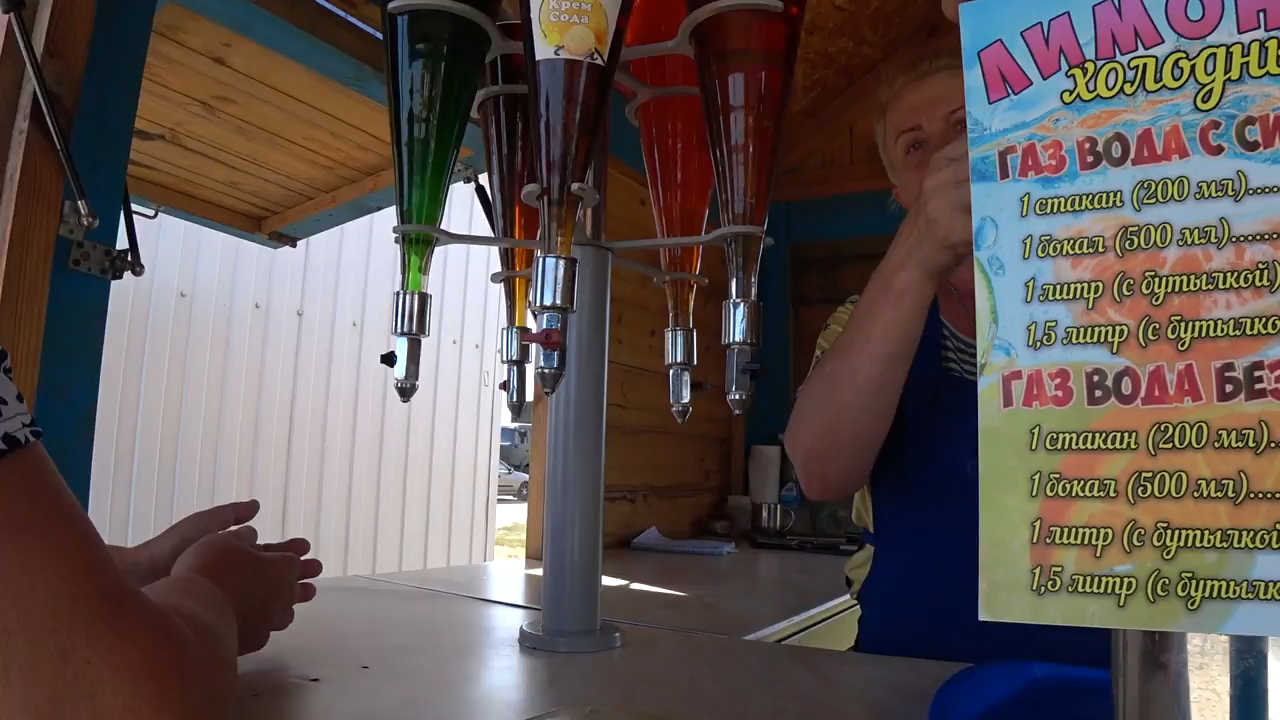 Крем
Сода
ЛИМОН
ХОЛОДНЫ
ГАЗ ВОДА С СИ
1 стакан (200 мл).....
1 бокал (500 мл).......
1 литр (с бутылкой)
1,5 литр (с бутылко
ГАЗ ВОДА БЕЗ
1 стакан (200 мл)..
1 бокал (500 мл)....
1 литр (с бутылкой
1,5 литр (с бутылк